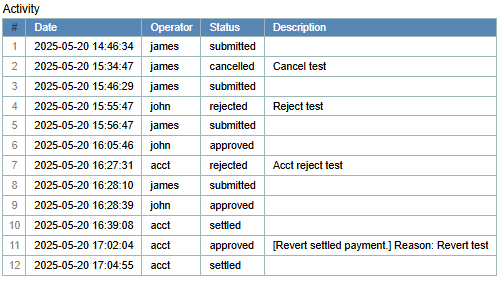 Activity
# Date Operator Status Description
1 2025-05-20 14:46:34 james submitted
2 2025-05-20 15:34:47 james cancelled Cancel test
3 2025-05-20 15:46:29 james submitted
4 2025-05-20 15:55:47 john rejected Reject test
5 2025-05-20 15:56:47 james submitted
6 2025-05-20 16:05:46 john approved
7 2025-05-20 16:27:31 acct rejected Acct reject test
8 2025-05-20 16:28:10 james submitted
9 2025-05-20 16:28:39 john approved
10 2025-05-20 16:39:08 acct settled
11 2025-05-20 17:02:04 acct approved [Revert settled payment.] Reason: Revert test
12 2025-05-20 17:04:55 acct settled